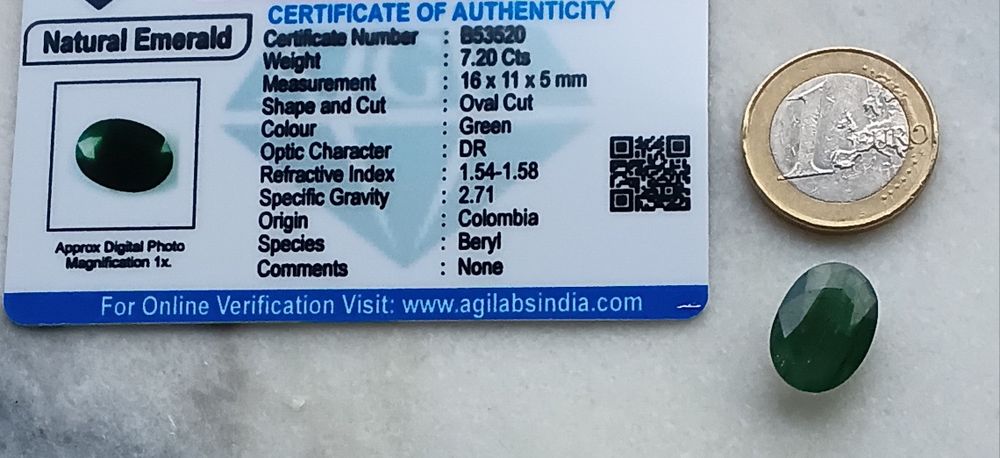 CERTIFICATE OF AUTHENTICITY
Natural Emerald
Certificate Number : B53520
Weight : 7.20 Cts
Measurement : 16 x 11 x 5 mm
Shape and Cut : Oval Cut
Colour : Green
Optic Character : DR
Refractive Index : 1.54-1.58
Specific Gravity : 2.71
Origin : Colombia
Species : Beryl
Comments : None
Approx Digital Photo
Magnification 1x.
For Online Verification Visit: www.agilabsindia.com
1